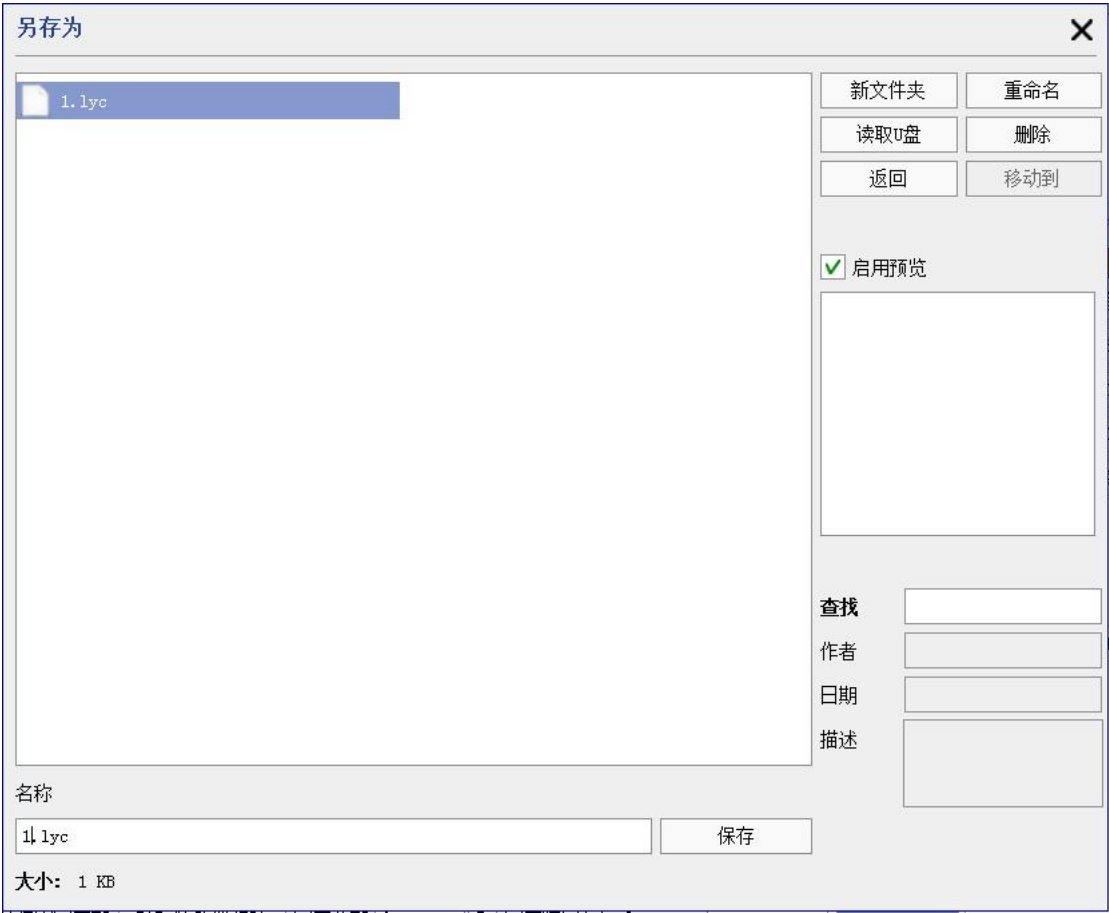 另存为
1.lyc
新文件夹
重命名
读取U盘
删除
返回
移动到
启用预览
查找
作者
日期
描述
名称
1.lyc
保存
大小: 1 KB